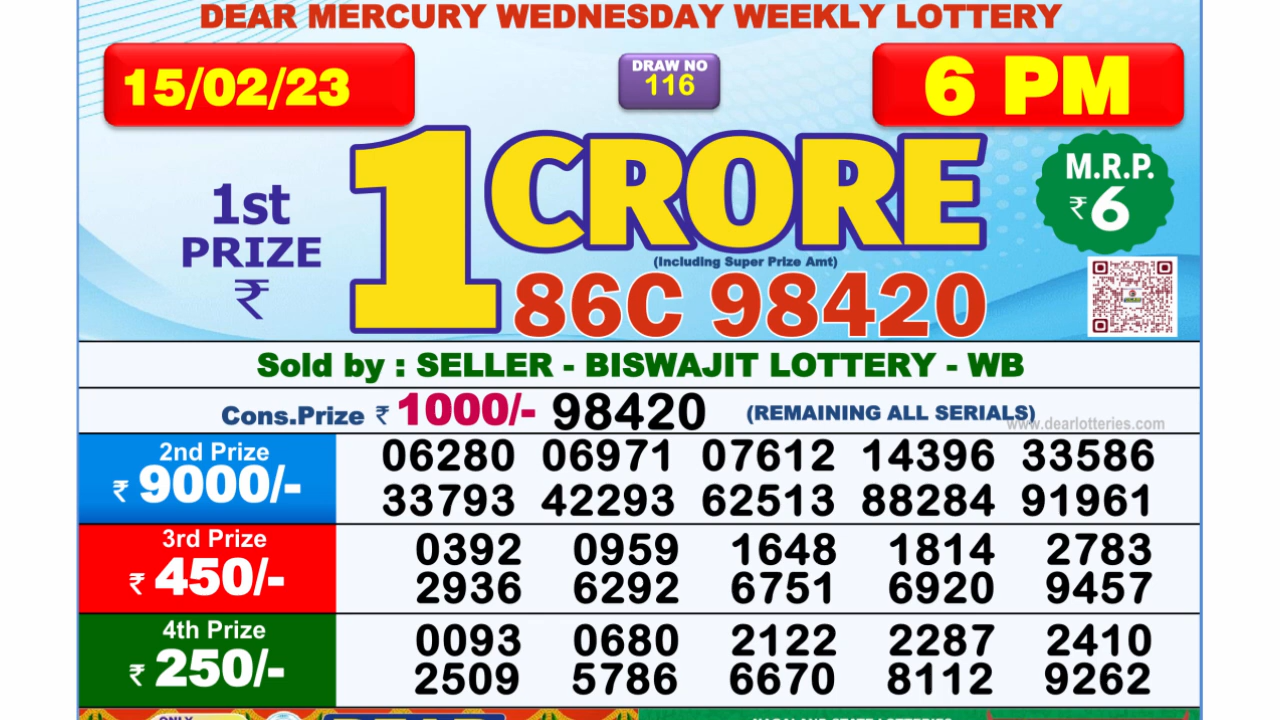 DEAR MERCURY WEDNESDAY WEEKLY LOTTERY
15/02/23
DRAW NO
116
6 PM
1st
PRIZE
₹
1 CRORE
(Including Super Prize Amt)
M.R.P.
₹6
86C 98420
Sold by : SELLER - BISWAJIT LOTTERY - WB
Cons.Prize ₹ 1000/- 98420 (REMAINING ALL SERIALS)
www.dearlotteries.com
2nd Prize
₹ 9000/-
06280 06971 07612 14396 33586
33793 42293 62513 88284 91961
3rd Prize
₹ 450/-
0392 0959 1648 1814 2783
2936 6292 6751 6920 9457
4th Prize
₹ 250/-
0093 0680 2122 2287 2410
2509 5786 6670 8112 9262